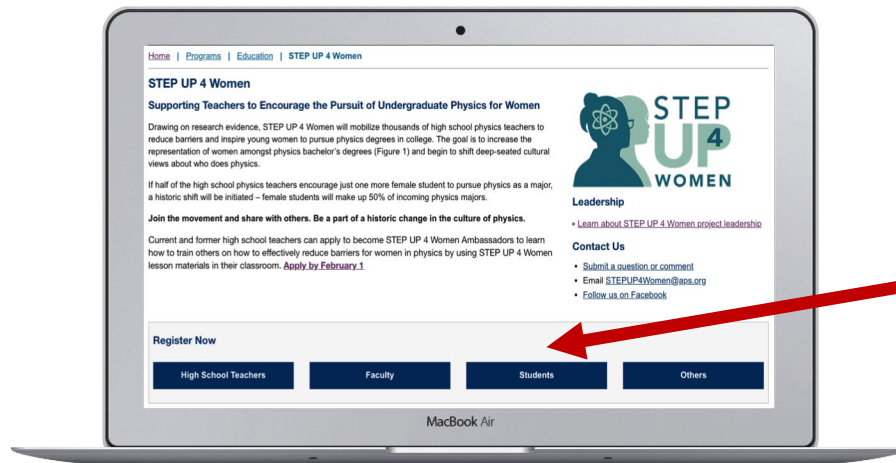 Home | Programs | Education | STEP UP 4 Women
STEP UP 4 Women
Supporting Teachers to Encourage the Pursuit of Undergraduate Physics for Women
Drawing on research evidence, STEP UP 4 Women will mobilize thousands of high school physics teachers to
reduce barriers and inspire young women to pursue physics degrees in college. The goal is to increase the
representation of women amongst physics bachelor's degrees (Figure 1) and begin to shift deep-seated cultural
views about who does physics.
If half of the high school physics teachers encourage just one more female student to pursue physics as a major,
a historic shift will be initiated – female students will make up 50% of incoming physics majors.
Join the movement and share with others. Be a part of a historic change in the culture of physics.
Current and former high school teachers can apply to become STEP UP 4 Women Ambassadors to learn
how to train others on how to effectively reduce barriers for women in physics by using STEP UP 4 Women
lesson materials in their classroom. Apply by February 1
STEP
UP 4
WOMEN
Leadership
Learn about STEP UP 4 Women project leadership
Contact Us
• Submit a question or comment
• Email STEPUP4Women@aps.org
• Follow us on Facebook
Register Now
High School Teachers Faculty Students Others
MacBook Air